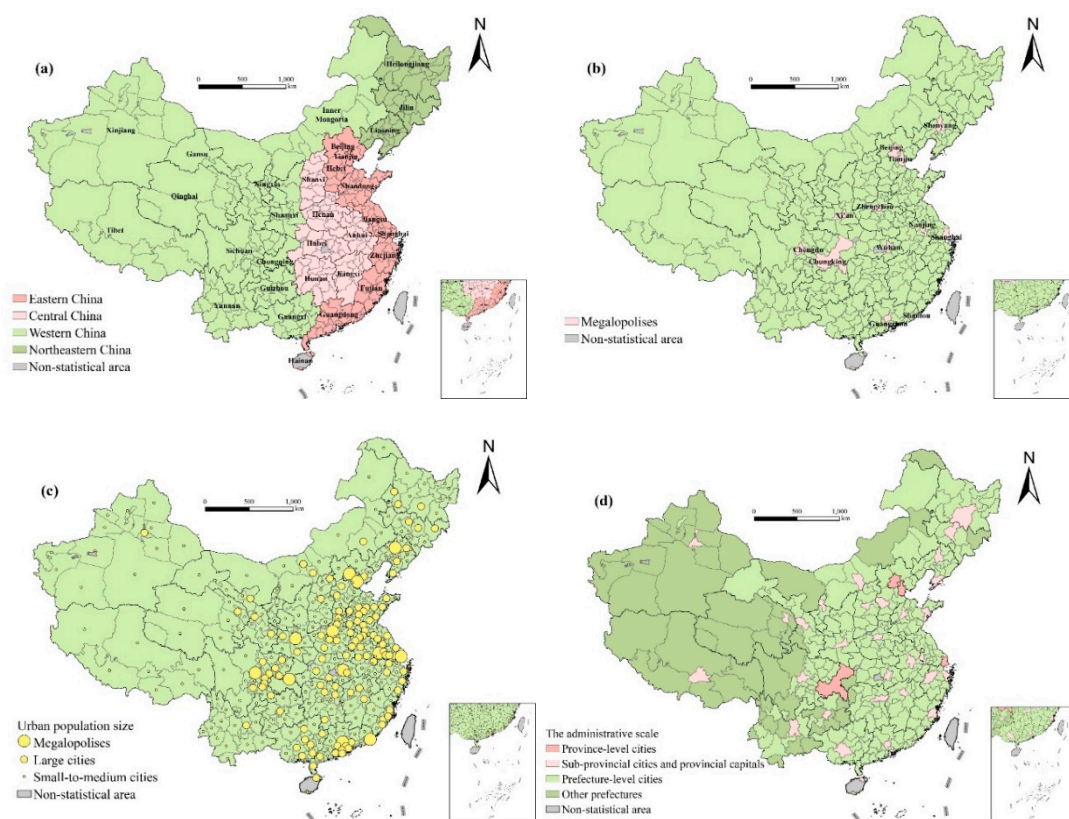 (a)
N
0 500 1,000
km
Heilongjiang
Jilin
Liaoning
Inner
Mongoria
Xinjiang
Gansu
Beijing
Tianjin
Hebei
Shanxi
Shandong
Ningxia
Qinghai
Shaanxi
Henan
Jiangsu
Anhui
Shanghai
Tibet
Hubei
Zhejiang
Sichuan
Chongqing
Hunan
Jiangxi
Guizhou
Fujian
Yunnan
Guangxi
Guangdong
Hainan
Eastern China
Central China
Western China
Northeastern China
Non-statistical area
(b)
N
0 500 1,000
km
Shenyang
Beijing
Tianjin
Zhengzhou
Xi'an
Nanjing
Shanghai
Chengdu
Wuhan
Chongking
Shantou
Guangzhou
Megalopolises
Non-statistical area
(c)
N
0 500 1,000
km
Urban population size
Megalopolises
Large cities
Small-to-medium cities
Non-statistical area
(d)
N
0 500 1,000
km
The administrative scale
Province-level cities
Sub-provincial cities and provincial capitals
Prefecture-level cities
Other prefectures
Non-statistical area